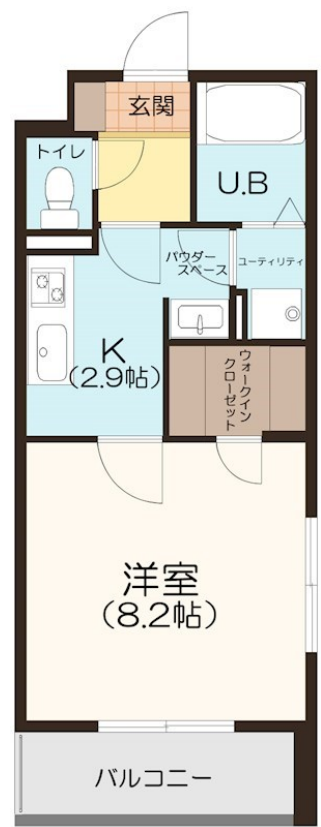 玄関
トイレ
U.B
パウダー
スペース
ユーティリティ
K
(2.9帖)
ウォークイン
クローゼット
洋室
(8.2帖)
バルコニー